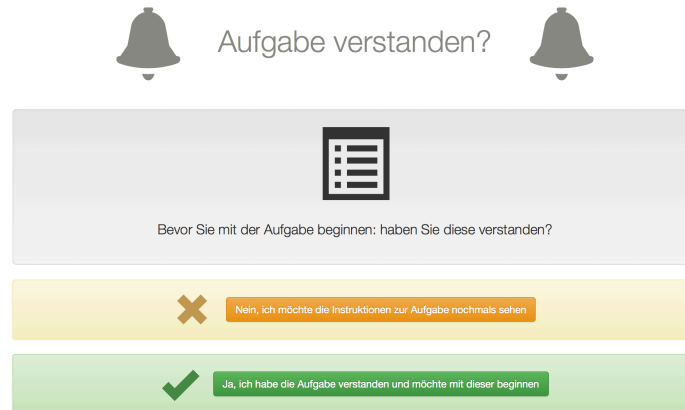 Aufgabe verstanden?
Bevor Sie mit der Aufgabe beginnen: haben Sie diese verstanden?
Nein, ich möchte die Instruktionen zur Aufgabe nochmals sehen
Ja, ich habe die Aufgabe verstanden und möchte mit dieser beginnen